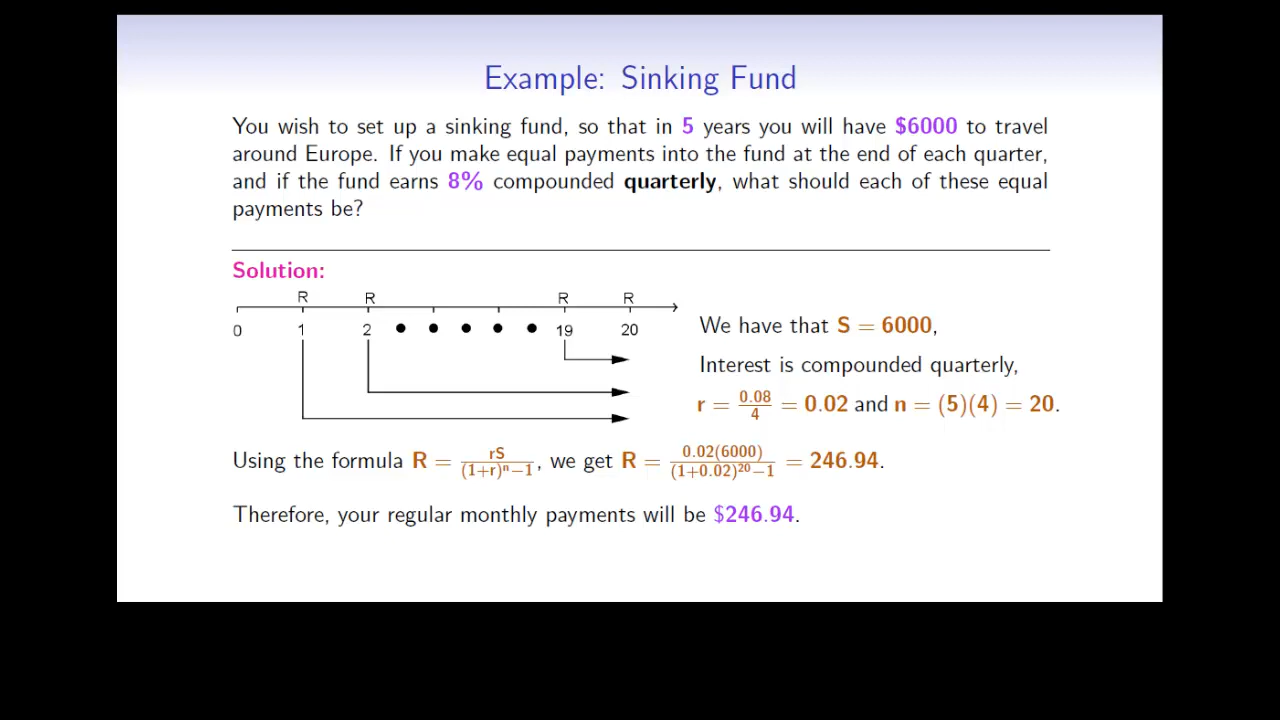 Example: Sinking Fund
You wish to set up a sinking fund, so that in 5 years you will have $6000 to travel
around Europe. If you make equal payments into the fund at the end of each quarter,
and if the fund earns 8% compounded quarterly, what should each of these equal
payments be?
Solution:
R R R R
0 1 2 19 20
We have that S = 6000,
Interest is compounded quarterly,
r = 0.08/4 = 0.02 and n = (5)(4) = 20.
Using the formula R = rS/(1+r)ⁿ−1, we get R = 0.02(6000)/(1+0.02)²⁰−1 = 246.94.
Therefore, your regular monthly payments will be $246.94.